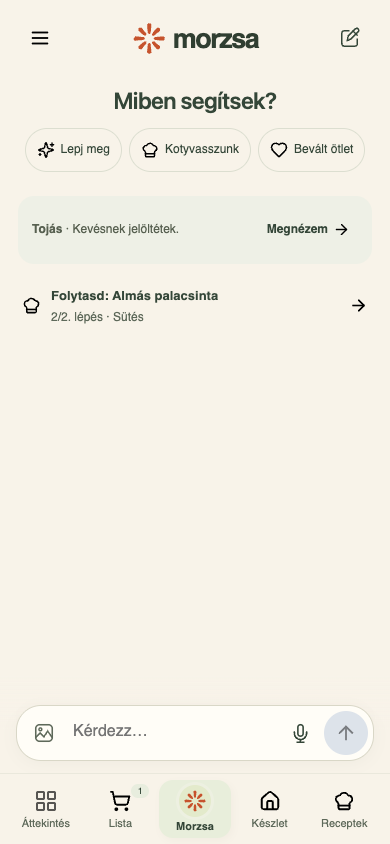 morzsa
Miben segítsek?
Lepj meg
Kotyvasszunk
Bevált ötlet
Tojás · Kevésnek jelöltétek.
Megnézem
Folytasd: Almás palacsinta
2/2. lépés · Sütés
Kérdezz...
1
Áttekintés
Lista
Morzsa
Készlet
Receptek